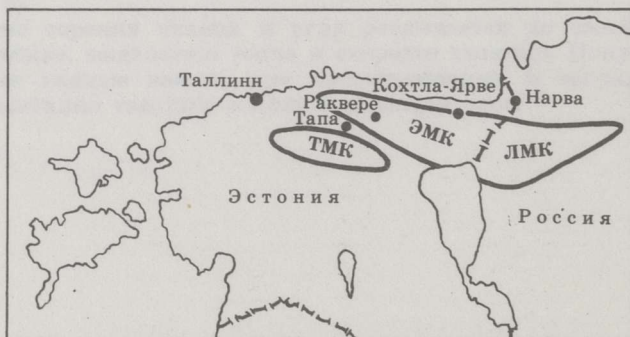 Таллинн
Кохтла-Ярве
Нарва
Раквере
Тапа
ЭМК
ЛМК
ТМК
Эстония
Россия